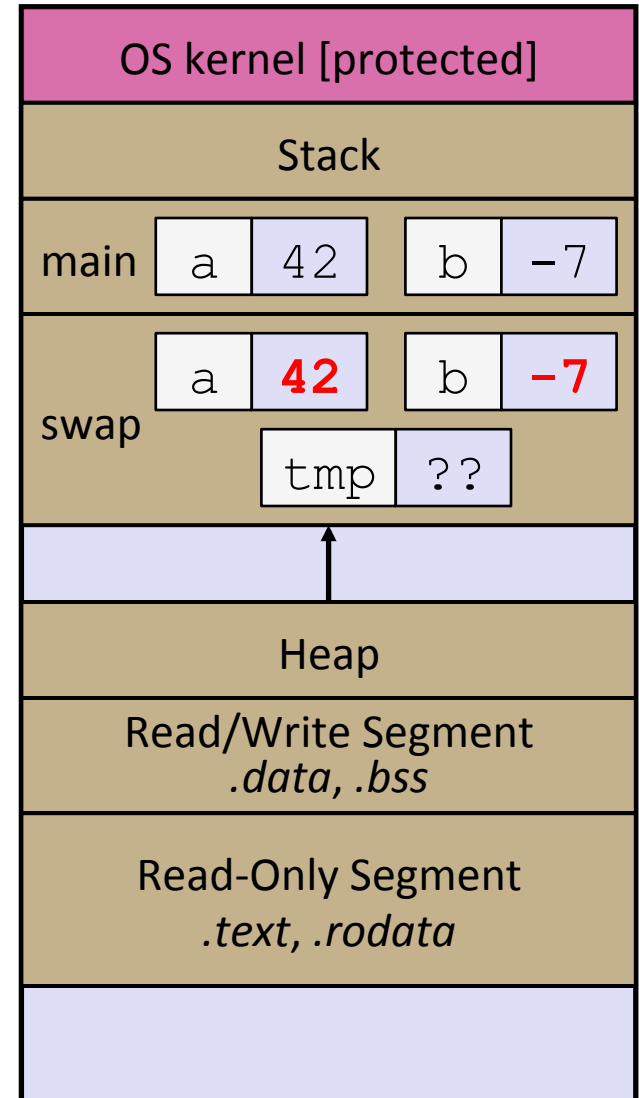 OS kernel [protected]
Stack
main a 42 b -7
a 42 b -7
swap
tmp ??
Heap
Read/Write Segment
.data, .bss
Read-Only Segment
.text, .rodata